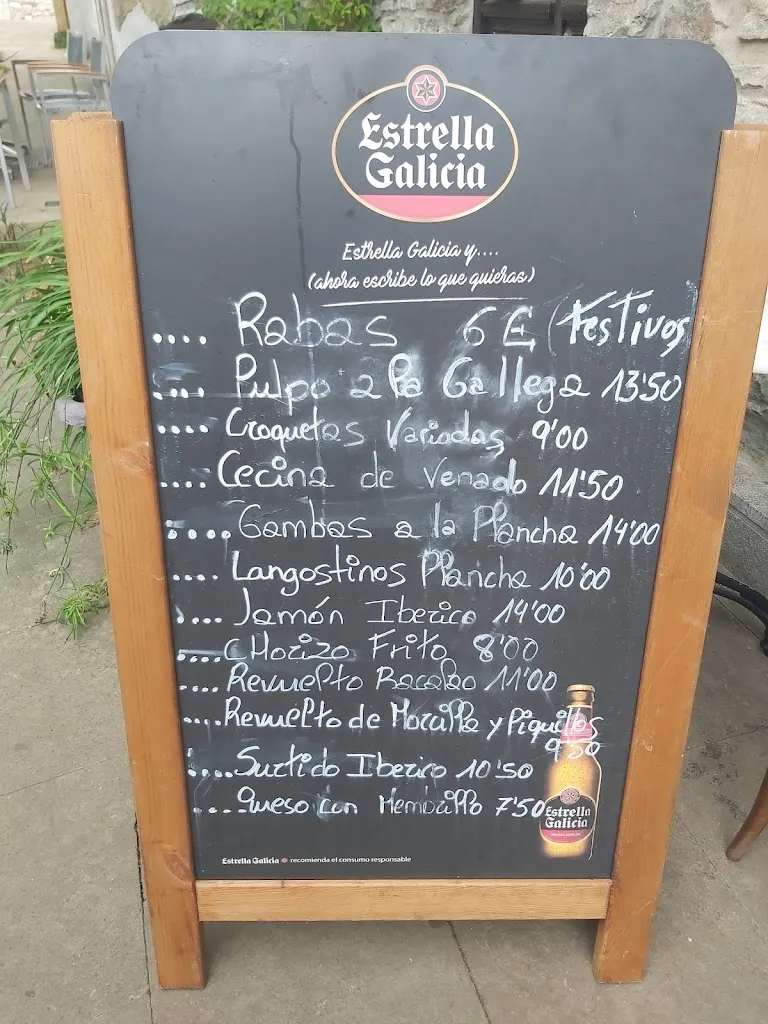 Estrella
Galicia
Estrella Galicia y....
(ahora escribe lo que quieras)
.... Rabas 6 € (Festivos
.... Pulpo a la Gallega 13'50
.... Croquetas Variadas 9'00
.... Cecina de Venado 11'50
.... Gambas a la Plancha 14'00
.... Langostinos Plancha 10'00
.... Jamón Iberico 14'00
.... CHorizo Frito 8'00
.... Revuelto Bacalao 11'00
.... Revuelto de Morcilla y Piquillos
9'50
.... Surtido Iberico 10'50
.... Queso con Membrillo 7'50
Estrella
Galicia
Estrella Galicia recomienda el consumo responsable